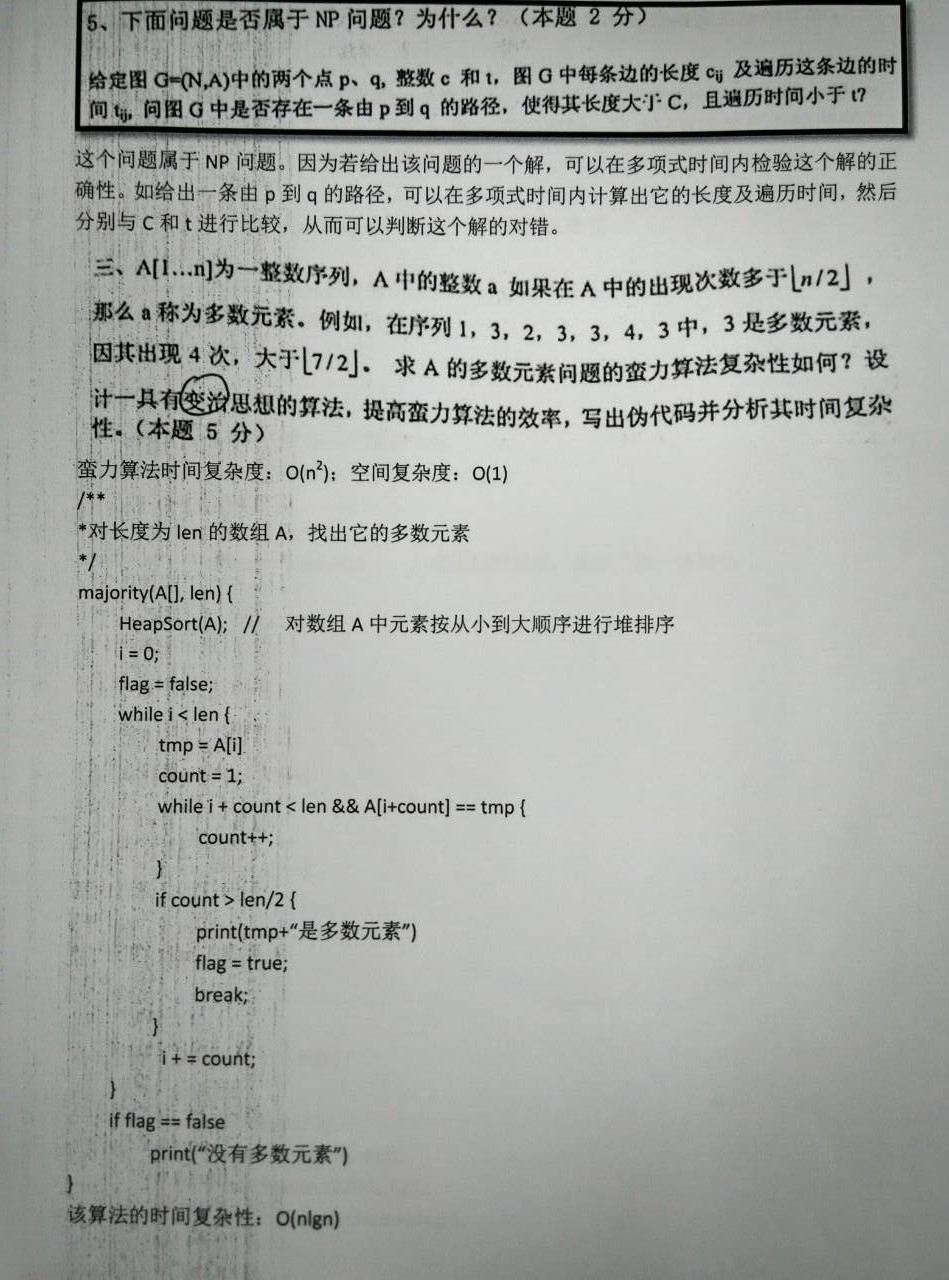 5、下面问题是否属于 NP 问题？为什么？（本题 2 分）
给定图 G=(N,A)中的两个点 p、q, 整数 c 和 t，图 G 中每条边的长度 cij 及遍历这条边的时
间 tij, 问图 G 中是否存在一条由 p 到 q 的路径，使得其长度大于 C，且遍历时间小于 t?
这个问题属于 NP 问题。因为若给出该问题的一个解，可以在多项式时间内检验这个解的正
确性。如给出一条由 p 到 q 的路径，可以在多项式时间内计算出它的长度及遍历时间，然后
分别与 C 和 t 进行比较，从而可以判断这个解的对错。
三、A[1...n]为一整数序列，A 中的整数 a 如果在 A 中的出现次数多于⌊n/2⌋，
那么 a 称为多数元素。例如，在序列 1，3，2，3，3，4，3 中，3 是多数元素，
因其出现 4 次，大于⌊7/2⌋。 求 A 的多数元素问题的蛮力算法复杂性如何？设
计一具有变治思想的算法，提高蛮力算法的效率，写出伪代码并分析其时间复杂
性。（本题 5 分）
蛮力算法时间复杂度：O(n²)；空间复杂度：O(1)
/**
*对长度为 len 的数组 A，找出它的多数元素
*/
majority(A[], len) {
HeapSort(A); // 对数组 A 中元素按从小到大顺序进行堆排序
i = 0;
flag = false;
while i < len {
tmp = A[i]
count = 1;
while i + count < len && A[i+count] == tmp {
count++;
}
if count > len/2 {
print(tmp+“是多数元素”)
flag = true;
break;
}
i + = count;
}
if flag == false
print(“没有多数元素”)
}
该算法的时间复杂性：O(nlgn)